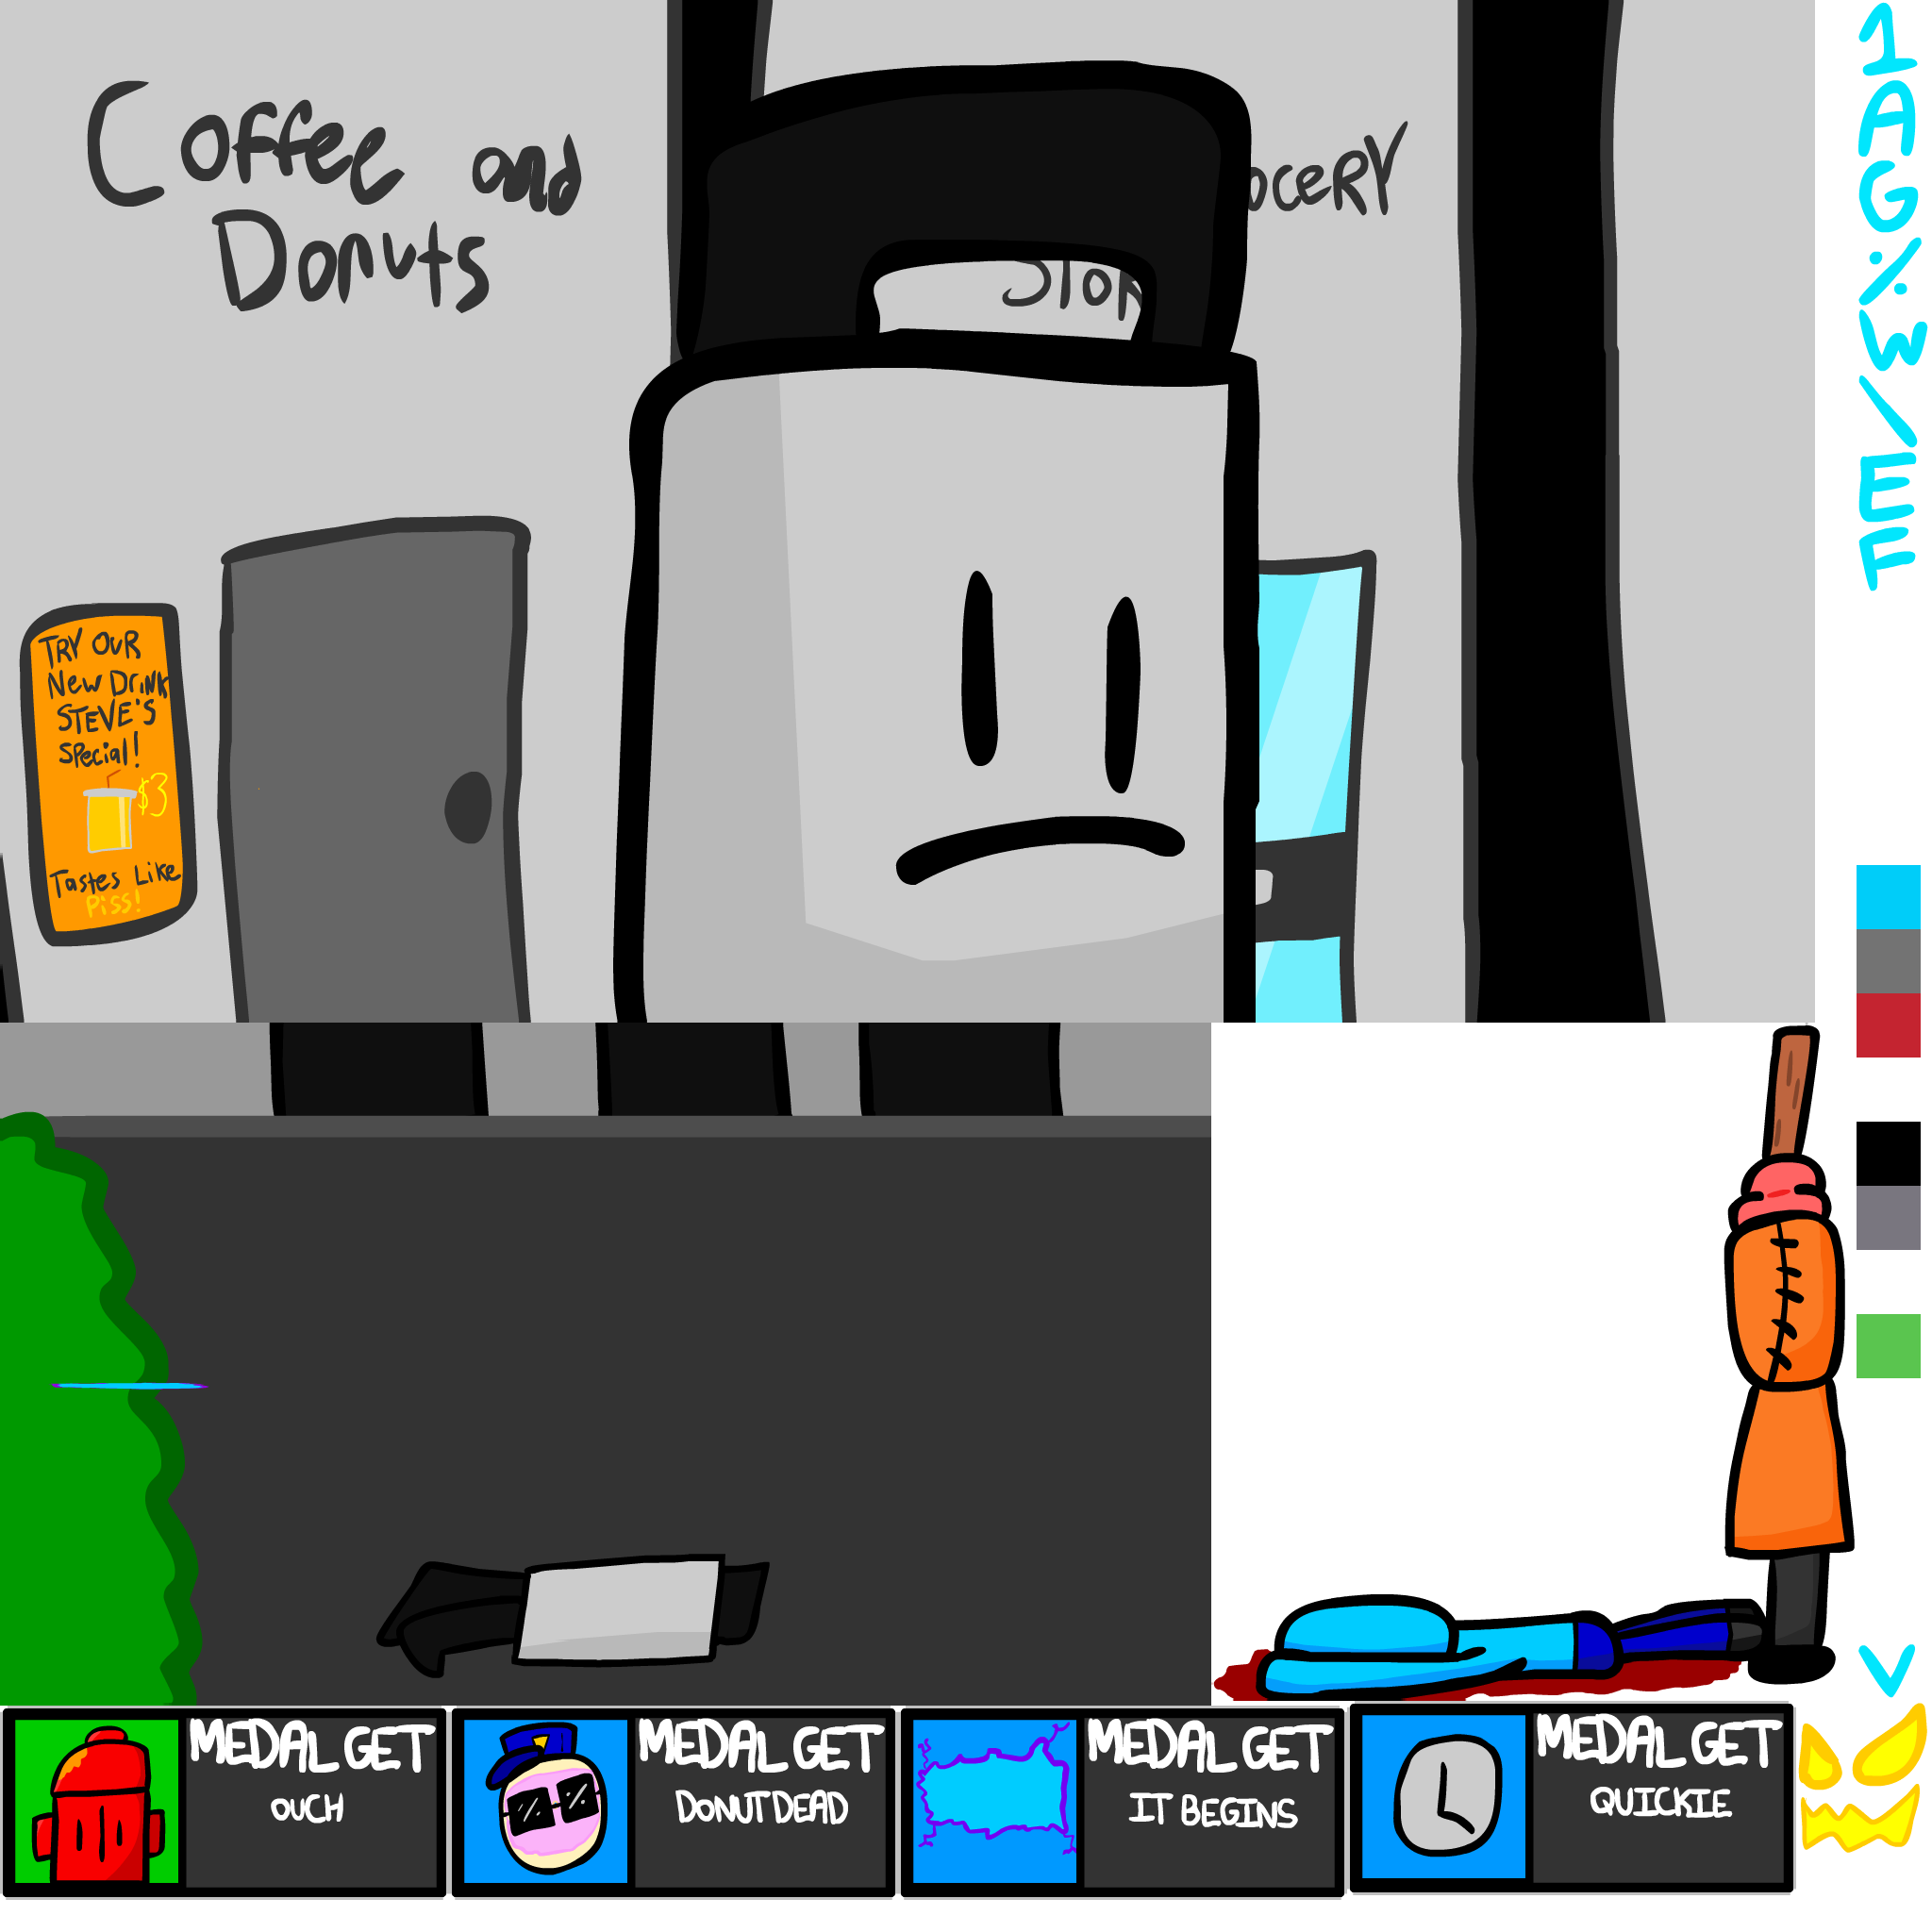 Coffee and
Donuts
ocery
Stor
TRY OUR
New Drink
STEVE'S
special!
$3
Tastes Like
Piss!
1AG%W/EF
MEDAL GET
OUCH
MEDAL GET
DONUT DEAD
MEDAL GET
IT BEGINS
MEDAL GET
QUICKIE